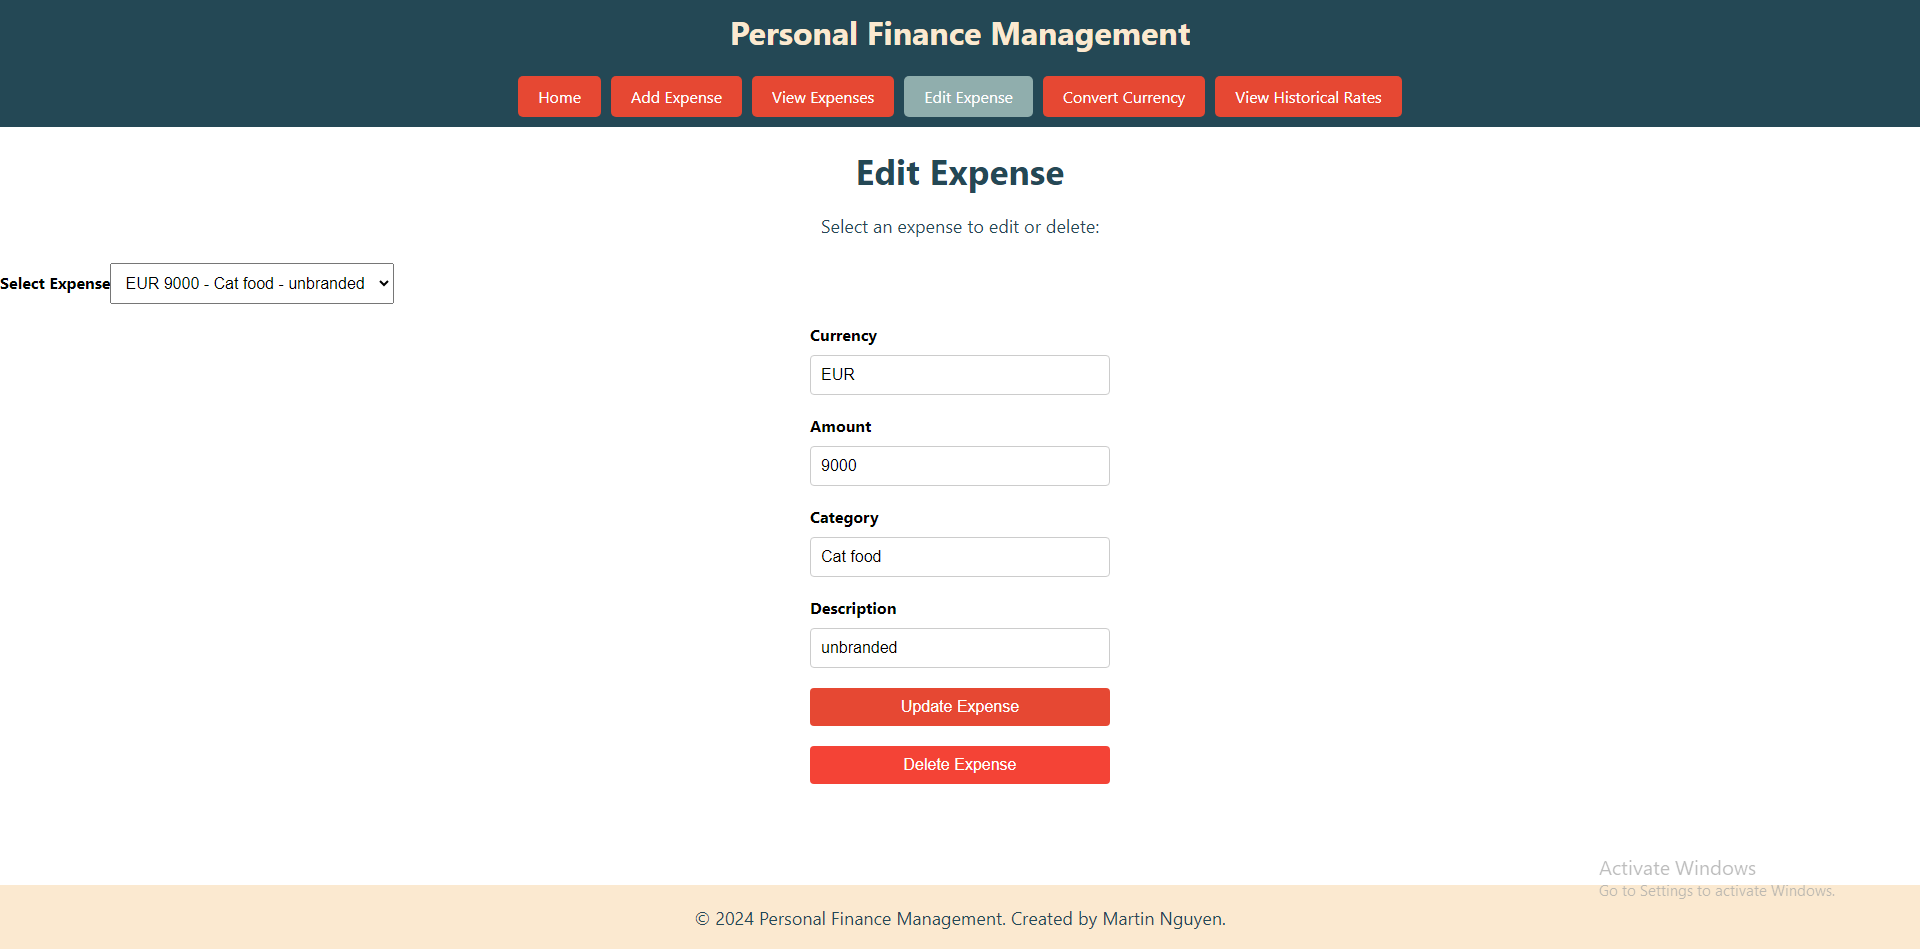 Personal Finance Management
Home Add Expense View Expenses Edit Expense Convert Currency View Historical Rates
Edit Expense
Select an expense to edit or delete:
Select Expense EUR 9000 - Cat food - unbranded
Currency
EUR
Amount
9000
Category
Cat food
Description
unbranded
Update Expense
Delete Expense
Activate Windows
Go to Settings to activate Windows.
© 2024 Personal Finance Management. Created by Martin Nguyen.